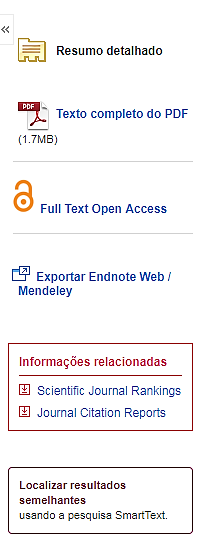 «
Resumo detalhado
PDF
Texto completo do PDF
(1.7MB)
Full Text Open Access
Exportar Endnote Web /
Mendeley
Informações relacionadas
Scientific Journal Rankings
Journal Citation Reports
Localizar resultados
semelhantes
usando a pesquisa SmartText.